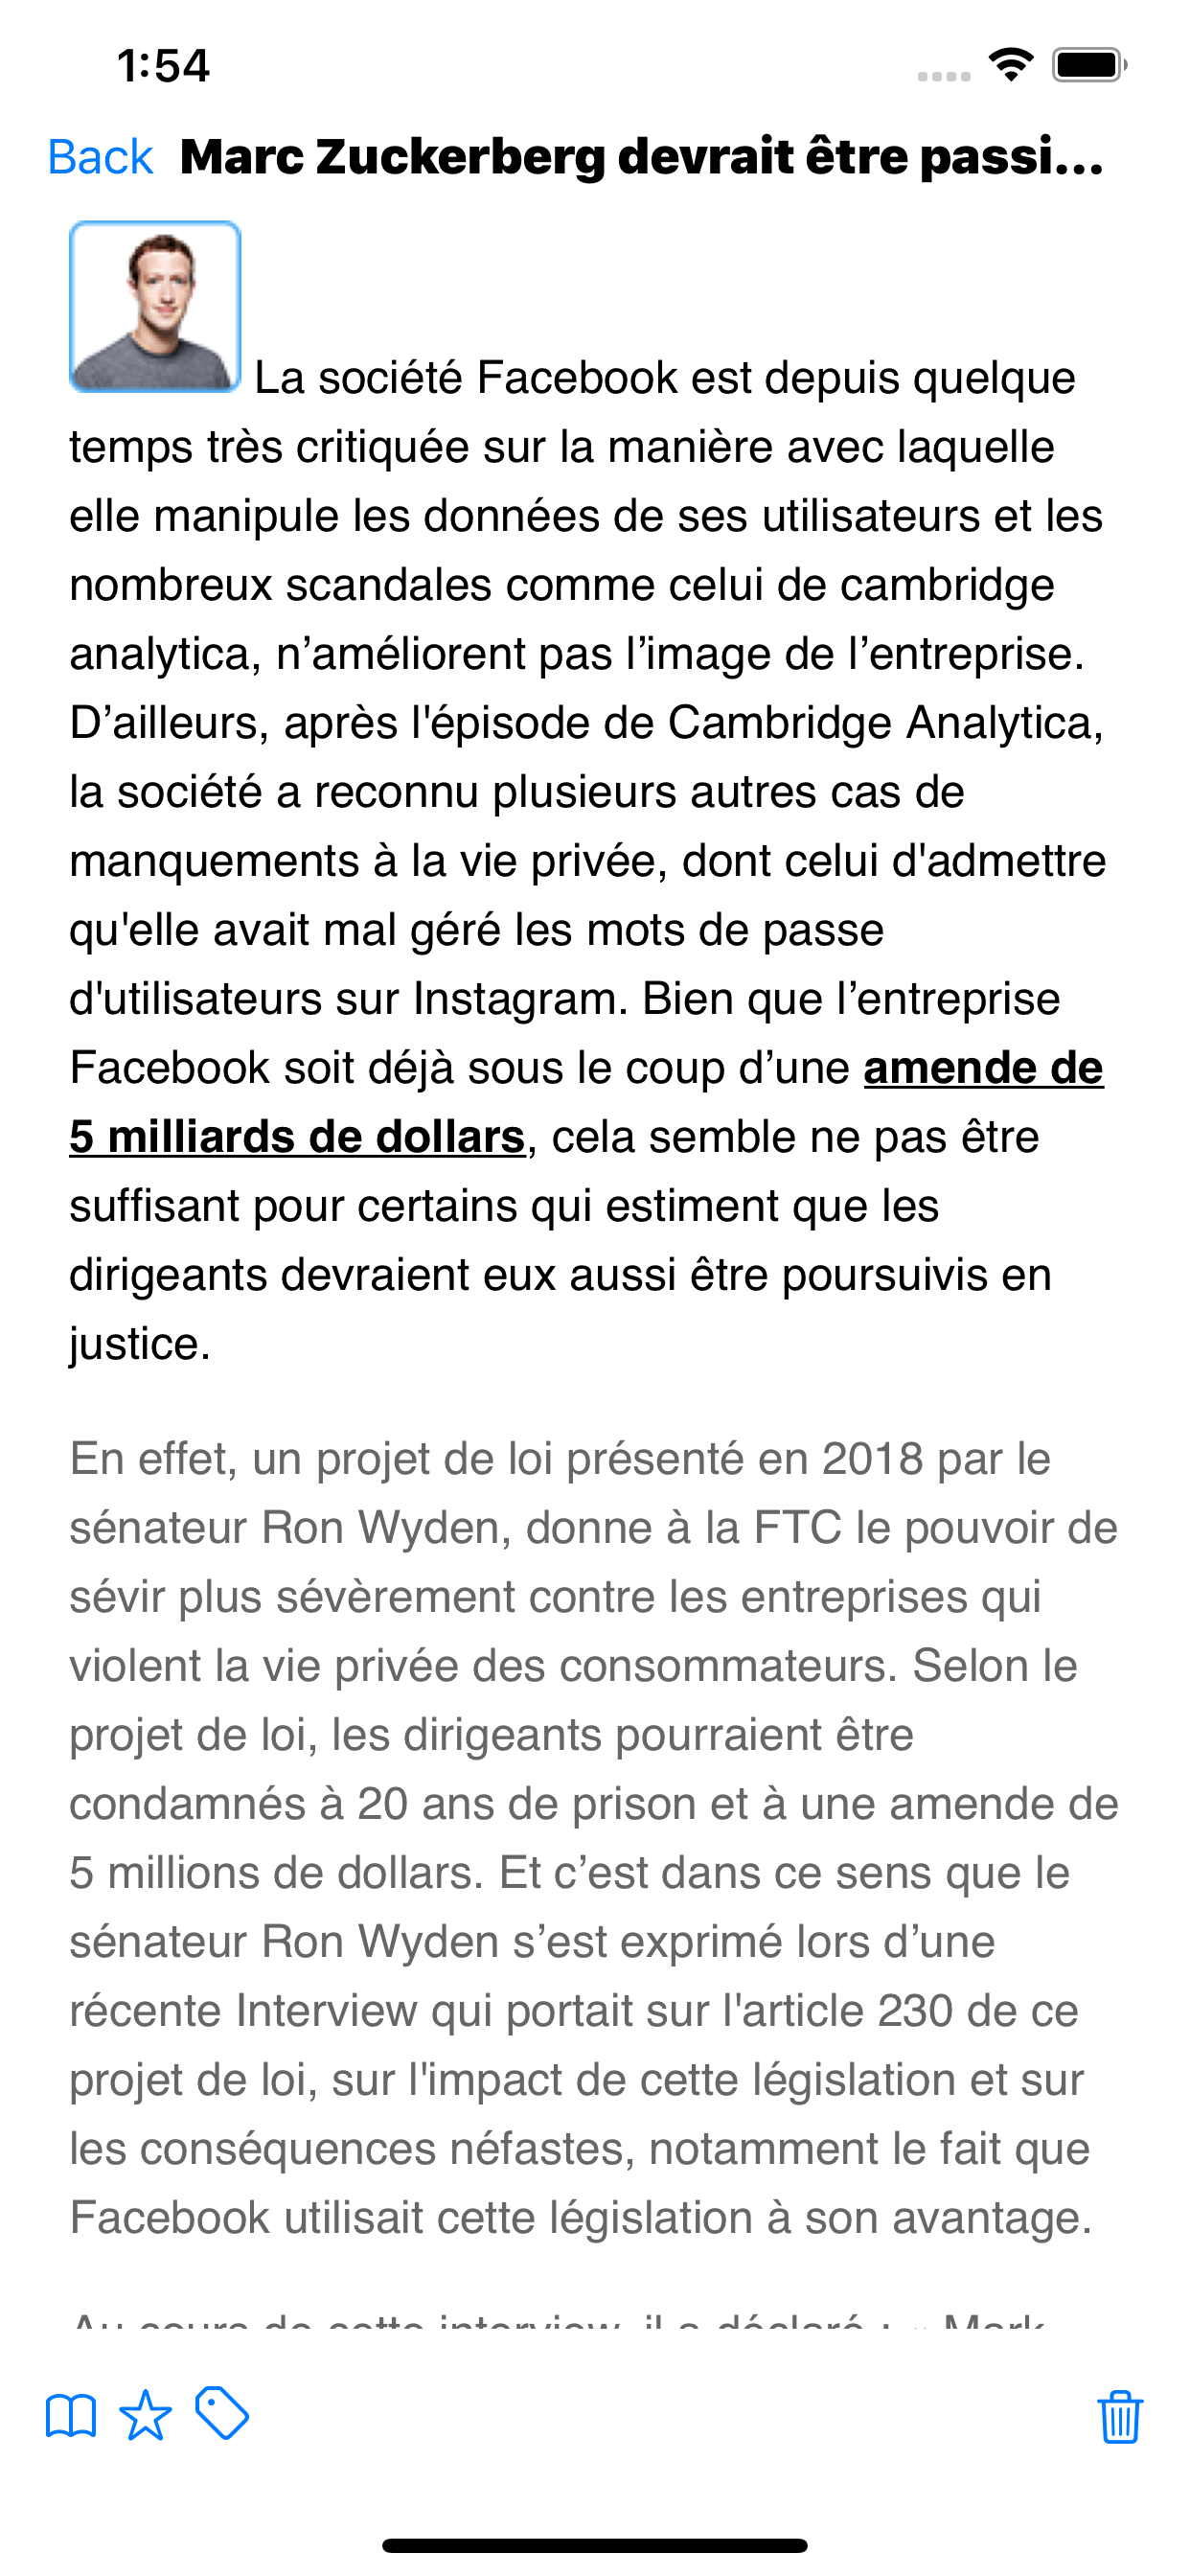 1:54
Back Marc Zuckerberg devrait être passi...
La société Facebook est depuis quelque
temps très critiquée sur la manière avec laquelle
elle manipule les données de ses utilisateurs et les
nombreux scandales comme celui de cambridge
analytica, n’améliorent pas l’image de l’entreprise.
D’ailleurs, après l'épisode de Cambridge Analytica,
la société a reconnu plusieurs autres cas de
manquements à la vie privée, dont celui d'admettre
qu'elle avait mal géré les mots de passe
d'utilisateurs sur Instagram. Bien que l’entreprise
Facebook soit déjà sous le coup d’une amende de
5 milliards de dollars, cela semble ne pas être
suffisant pour certains qui estiment que les
dirigeants devraient eux aussi être poursuivis en
justice.
En effet, un projet de loi présenté en 2018 par le
sénateur Ron Wyden, donne à la FTC le pouvoir de
sévir plus sévèrement contre les entreprises qui
violent la vie privée des consommateurs. Selon le
projet de loi, les dirigeants pourraient être
condamnés à 20 ans de prison et à une amende de
5 millions de dollars. Et c’est dans ce sens que le
sénateur Ron Wyden s’est exprimé lors d’une
récente Interview qui portait sur l'article 230 de ce
projet de loi, sur l'impact de cette législation et sur
les conséquences néfastes, notamment le fait que
Facebook utilisait cette législation à son avantage.
Au cours de cette interview, il a déclaré : « Mark